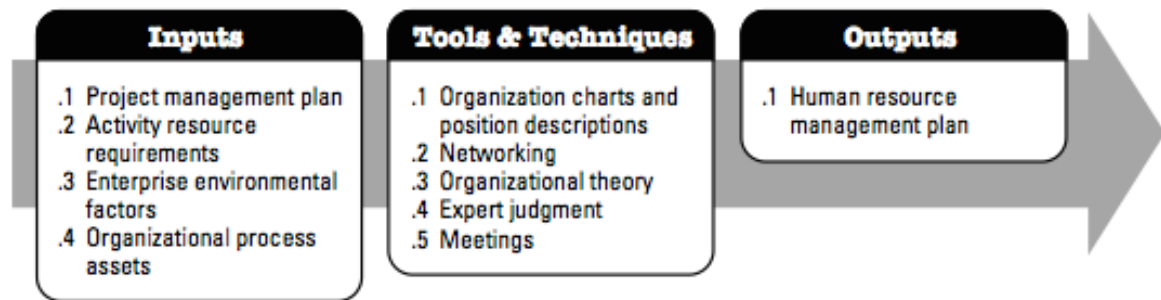 Inputs
.1 Project management plan
.2 Activity resource
requirements
.3 Enterprise environmental
factors
.4 Organizational process
assets
Tools & Techniques
.1 Organization charts and
position descriptions
.2 Networking
.3 Organizational theory
.4 Expert judgment
.5 Meetings
Outputs
.1 Human resource
management plan